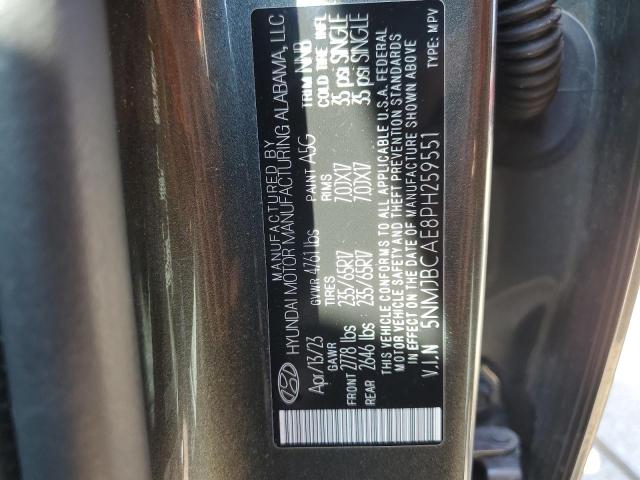 MANUFACTURED BY
HYUNDAI MOTOR MANUFACTURING ALABAMA, LLC
Apr/13/23 GVWR 4761 lbs PAINT A5G TRIM NNB
GAWR TIRES RIMS COLD TIRE INFL
FRONT 2778 lbs 235/65R17 7.0JX17 35 psi SINGLE
REAR 2646 lbs 235/65R17 7.0JX17 35 psi SINGLE
THIS VEHICLE CONFORMS TO ALL APPLICABLE U.S.A. FEDERAL
MOTOR VEHICLE SAFETY AND THEFT PREVENTION STANDARDS
IN EFFECT ON THE DATE OF MANUFACTURE SHOWN ABOVE
V.I.N 5NMJBCAE8PH259551 TYPE: MPV